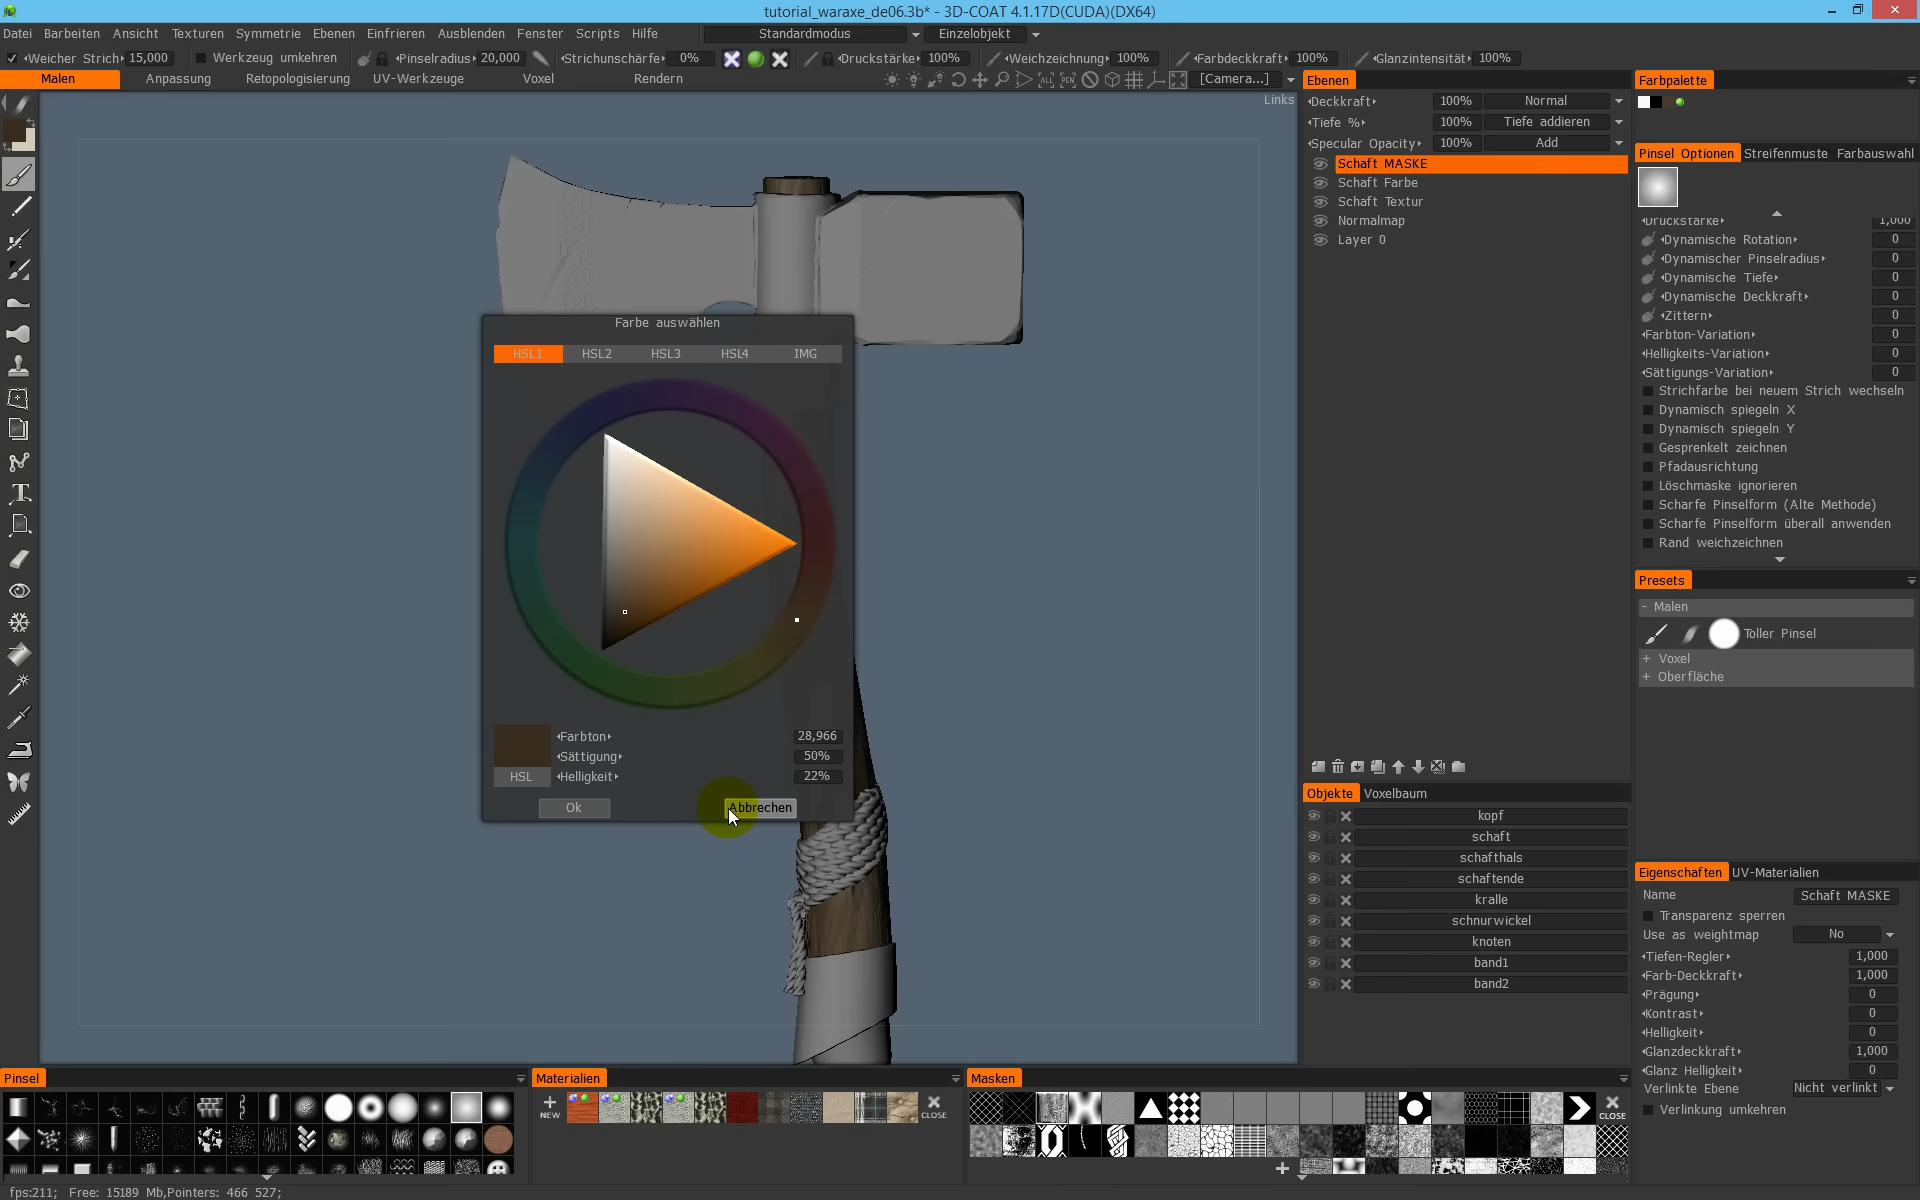 tutorial_waraxe_de06.3b* - 3D-COAT 4.1.17D(CUDA)(DX64)
Datei Barbeiten Ansicht Texturen Symmetrie Ebenen Einfrieren Ausblenden Fenster Scripts Hilfe Standardmodus Einzelobjekt
Weicher Strich 15,000 Werkzeug umkehren Pinselradius 20,000 Strichunschärfe 0% Druckstärke 100% Weichzeichnung 100% Farbdeckkraft 100% Glanzintensität 100%
Malen Anpassung Retopologisierung UV-Werkzeuge Voxel Rendern [Camera...]
Links
Farbe auswählen
HSL1 HSL2 HSL3 HSL4 IMG
Farbton 28,966
Sättigung 50%
HSL Helligkeit 22%
Ok Abbrechen
Ebenen
Deckkraft 100% Normal
Tiefe % 100% Tiefe addieren
Specular Opacity 100% Add
Schaft MASKE
Schaft Farbe
Schaft Textur
Normalmap
Layer 0
Objekte Voxelbaum
kopf
schaft
schafthals
schaftende
kralle
schnurwickel
knoten
band1
band2
Farbpalette
Pinsel Optionen Streifenmuste Farbauswahl
Druckstärke 1,000
Dynamische Rotation 0
Dynamischer Pinselradius 0
Dynamische Tiefe 0
Dynamische Deckkraft 0
Zittern 0
Farbton-Variation 0
Helligkeits-Variation 0
Sättigungs-Variation 0
Strichfarbe bei neuem Strich wechseln
Dynamisch spiegeln X
Dynamisch spiegeln Y
Gesprenkelt zeichnen
Pfadausrichtung
Löschmaske ignorieren
Scharfe Pinselform (Alte Methode)
Scharfe Pinselform überall anwenden
Rand weichzeichnen
Presets
- Malen
Toller Pinsel
+ Voxel
+ Oberfläche
Eigenschaften UV-Materialien
Name Schaft MASKE
Transparenz sperren
Use as weightmap No
Tiefen-Regler 1,000
Farb-Deckkraft 1,000
Prägung 0
Kontrast 0
Helligkeit 0
Glanzdeckkraft 1,000
Glanz Helligkeit 0
Verlinkte Ebene Nicht verlinkt
Verlinkung umkehren
Pinsel
Materialien
NEW CLOSE
Masken
CLOSE
fps:211; Free: 15189 Mb,Pointers: 466 527;